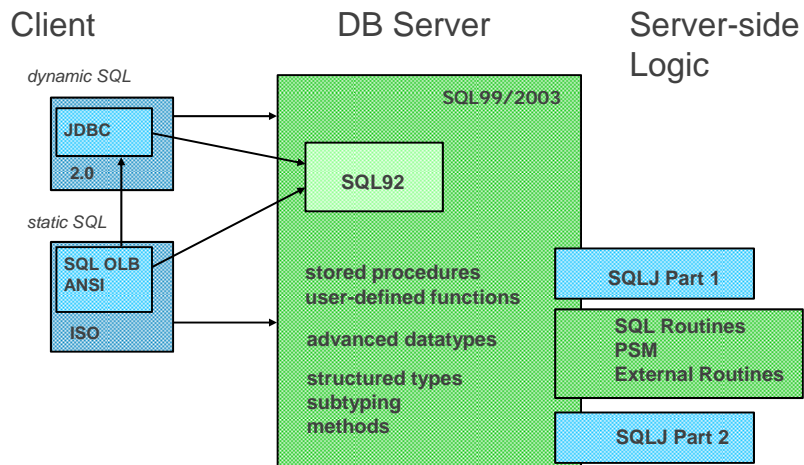 Client
DB Server
Server-side
Logic
dynamic SQL
JDBC
2.0
static SQL
SQL OLB
ANSI
ISO
SQL99/2003
SQL92
stored procedures
user-defined functions
advanced datatypes
structured types
subtyping
methods
SQLJ Part 1
SQL Routines
PSM
External Routines
SQLJ Part 2